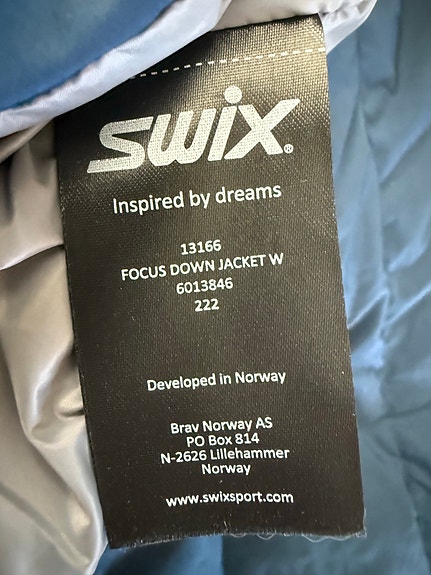 swix®
Inspired by dreams
13166
FOCUS DOWN JACKET W
6013846
222
Developed in Norway
Brav Norway AS
PO Box 814
N-2626 Lillehammer
Norway
www.swixsport.com